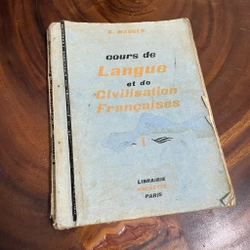 G. MAUGER
cours de
Langue
et de
Civilisation
Françaises
I
LIBRAIRIE
HACHETTE
PARIS